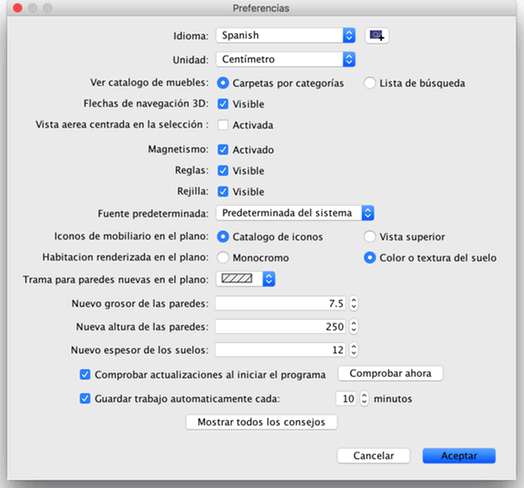 Preferencias
Idioma: Spanish
Unidad: Centímetro
Ver catalogo de muebles: Carpetas por categorías Lista de búsqueda
Flechas de navegación 3D: Visible
Vista aerea centrada en la selección : Activada
Magnetismo: Activado
Reglas: Visible
Rejilla: Visible
Fuente predeterminada: Predeterminada del sistema
Iconos de mobiliario en el plano: Catalogo de iconos Vista superior
Habitacion renderizada en el plano: Monocromo Color o textura del suelo
Trama para paredes nuevas en el plano:
Nuevo grosor de las paredes: 7.5
Nueva altura de las paredes: 250
Nuevo espesor de los suelos: 12
Comprobar actualizaciones al iniciar el programa Comprobar ahora
Guardar trabajo automaticamente cada: 10 minutos
Mostrar todos los consejos
Cancelar Aceptar